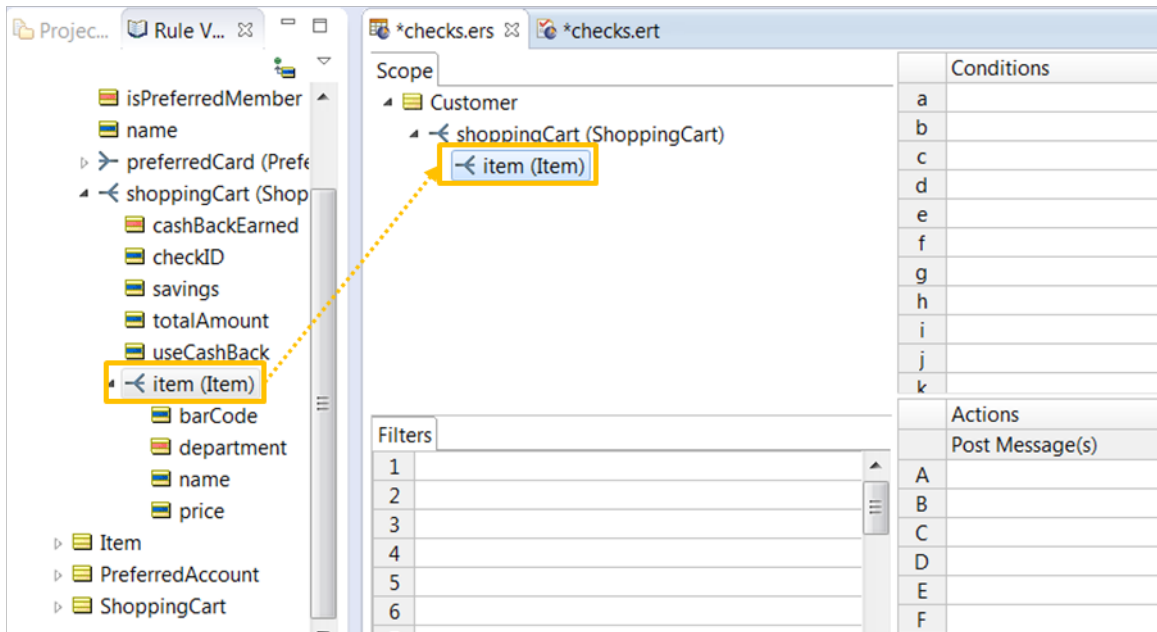 Projec...
Rule V...
isPreferredMember
name
preferredCard (Prefe
shoppingCart (Shop
cashBackEarned
checkID
savings
totalAmount
useCashBack
item (Item)
barCode
department
name
price
Item
PreferredAccount
ShoppingCart
*checks.ers
*checks.ert
Scope
Customer
shoppingCart (ShoppingCart)
item (Item)
Filters
1
2
3
4
5
6
Conditions
a
b
c
d
e
f
g
h
i
j
k
Actions
Post Message(s)
A
B
C
D
E
F